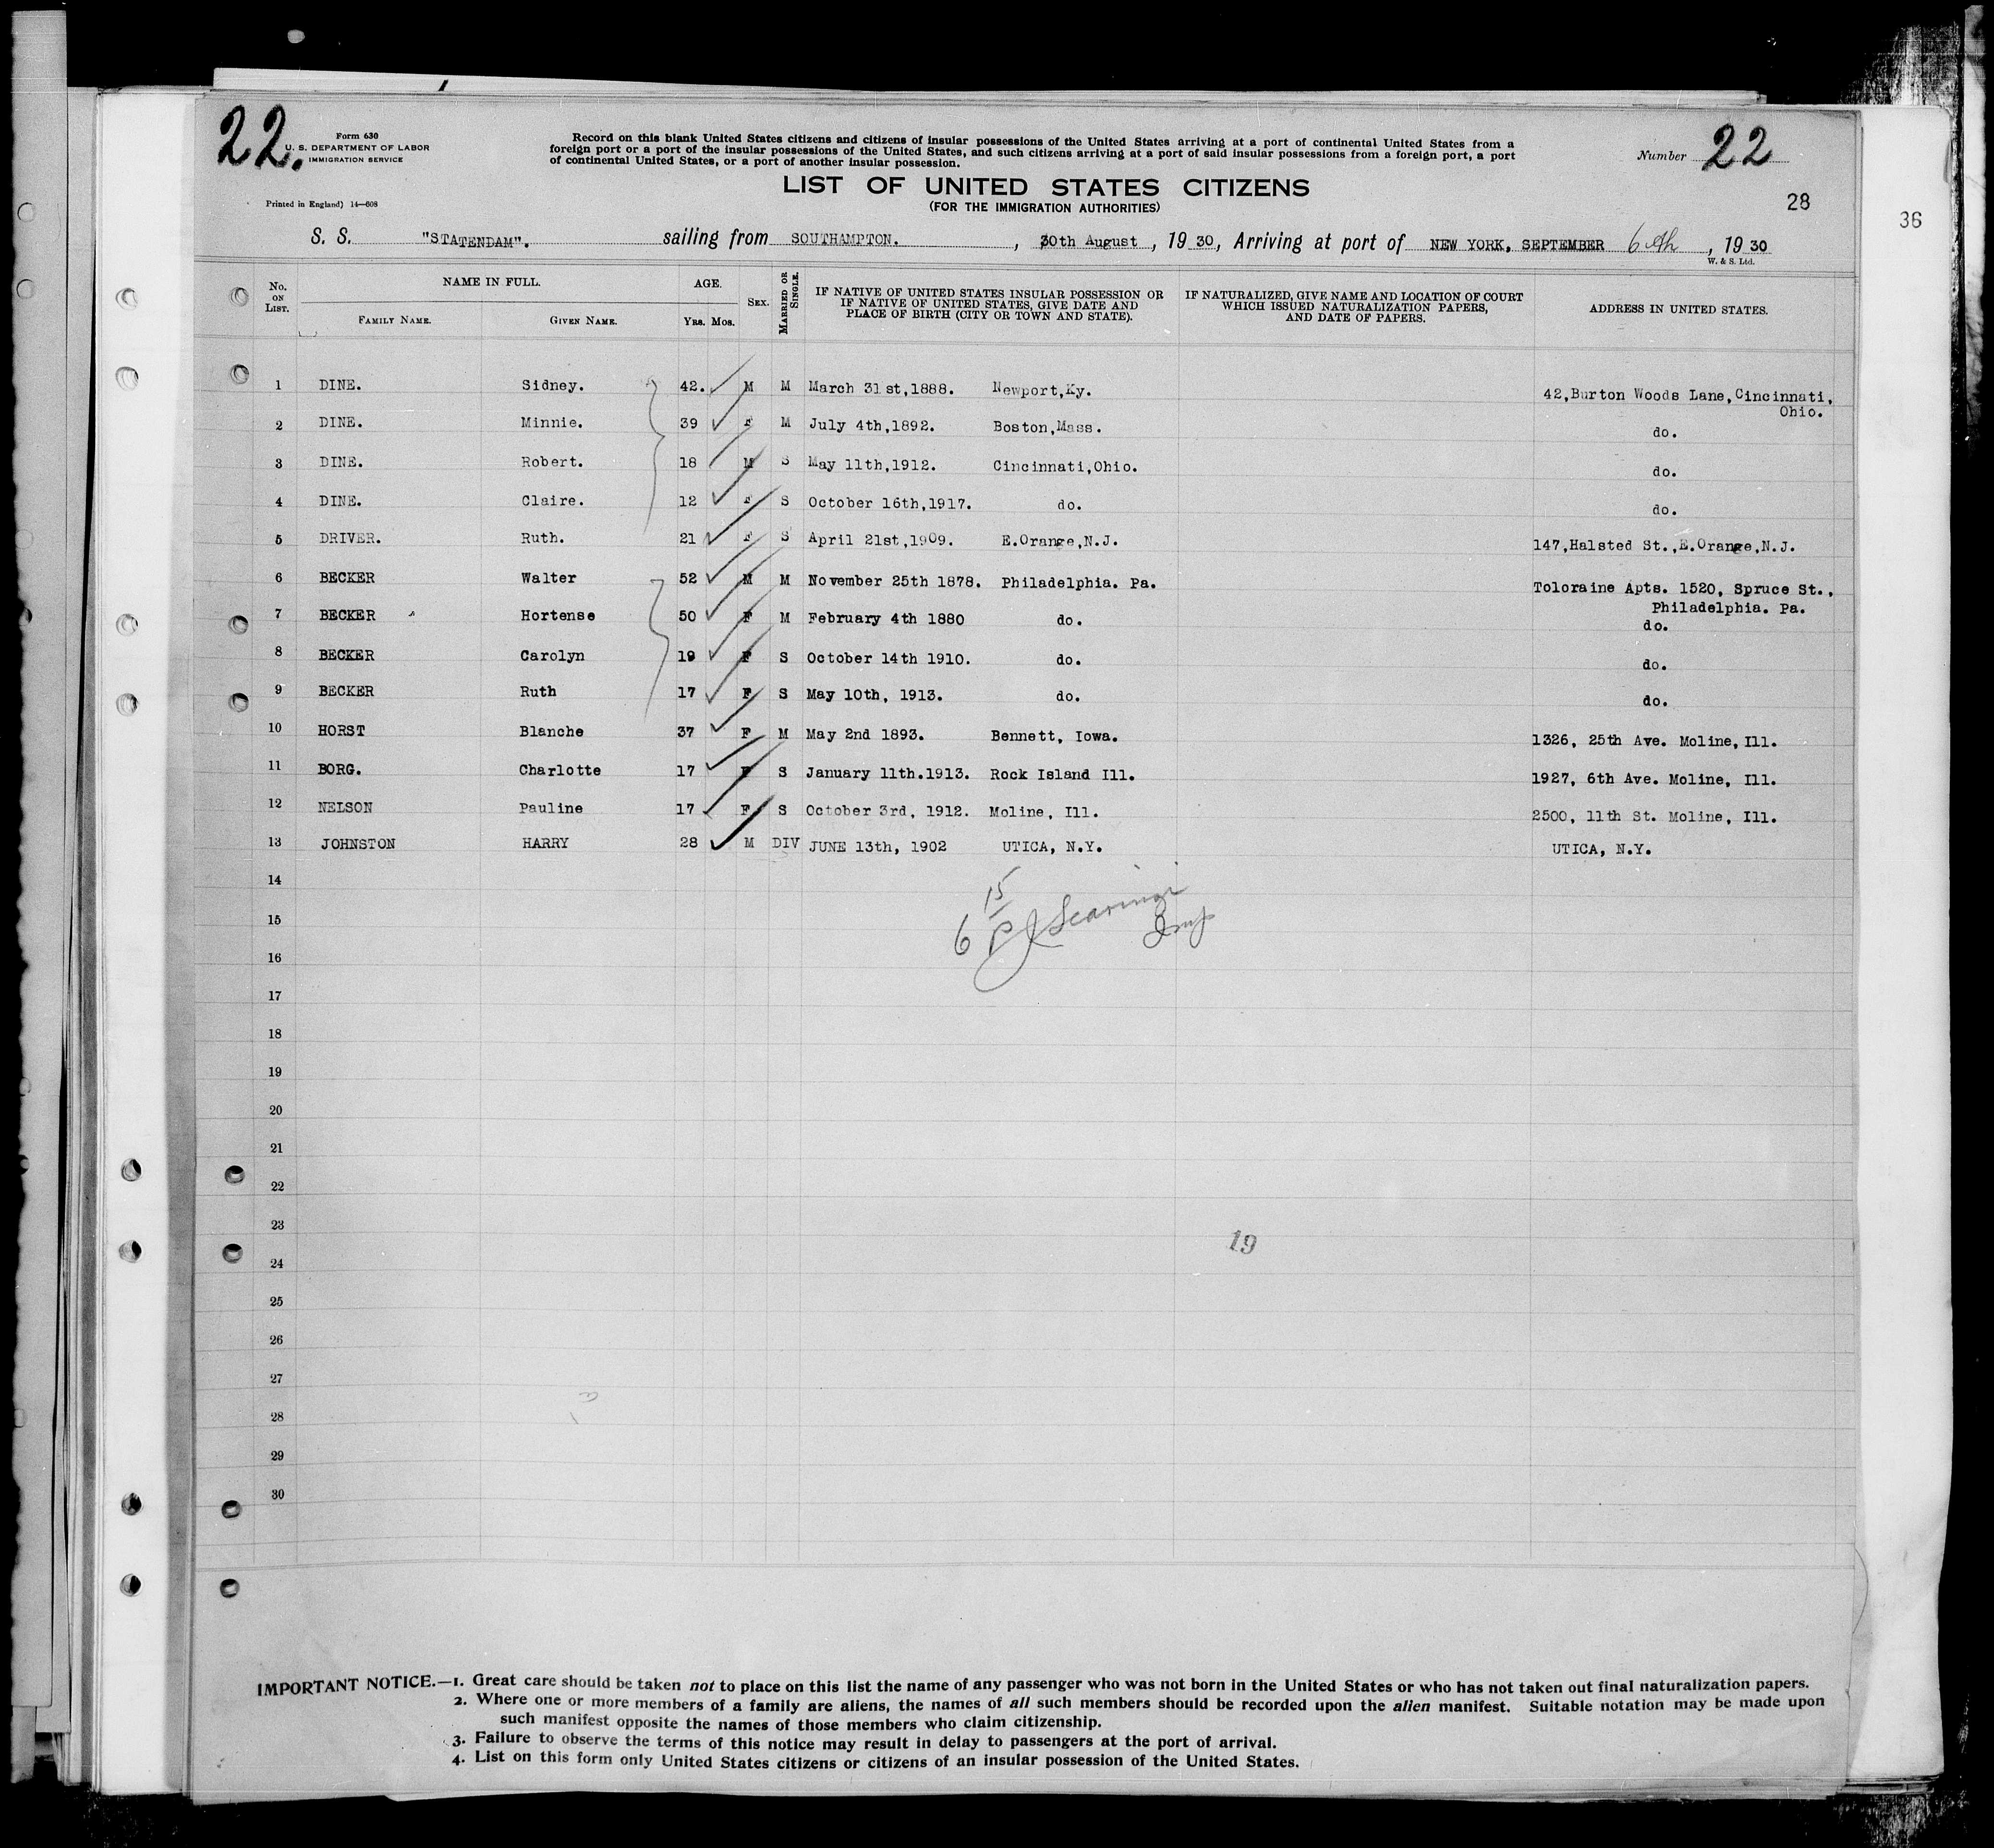 22.
Form 630
U. S. DEPARTMENT OF LABOR
IMMIGRATION SERVICE
Printed in England) 14—608
Record on this blank United States citizens and citizens of insular possessions of the United States arriving at a port of continental United States from a
foreign port or a port of the insular possessions of the United States, and such citizens arriving at a port of said insular possessions from a foreign port, a port
of continental United States, or a port of another insular possession.
Number 22
LIST OF UNITED STATES CITIZENS
(FOR THE IMMIGRATION AUTHORITIES)
28
36
S. S. "STATENDAM". sailing from SOUTHAMPTON. , 30th August , 19 30, Arriving at port of NEW YORK, SEPTEMBER 6th , 19 30
W. & S. Ltd.
No. ON LIST. NAME IN FULL. FAMILY NAME. GIVEN NAME. AGE. YRS. MOS. SEX. MARRIED OR SINGLE. IF NATIVE OF UNITED STATES INSULAR POSSESSION OR IF NATIVE OF UNITED STATES, GIVE DATE AND PLACE OF BIRTH (CITY OR TOWN AND STATE). IF NATURALIZED, GIVE NAME AND LOCATION OF COURT WHICH ISSUED NATURALIZATION PAPERS, AND DATE OF PAPERS. ADDRESS IN UNITED STATES.
1 DINE. Sidney. 42. M M March 31st,1888. Newport,Ky. 42,Burton Woods Lane,Cincinnati,
Ohio.
2 DINE. Minnie. 39 F M July 4th,1892. Boston,Mass. do.
3 DINE. Robert. 18 M S May 11th,1912. Cincinnati,Ohio. do.
4 DINE. Claire. 12 F S October 16th,1917. do. do.
5 DRIVER. Ruth. 21 F S April 21st,1909. E.Orange,N.J. 147,Halsted St.,E.Orange,N.J.
6 BECKER Walter 52 M M November 25th 1878. Philadelphia. Pa. Toloraine Apts. 1520, Spruce St.,
Philadelphia. Pa.
7 BECKER Hortense 50 F M February 4th 1880 do. do.
8 BECKER Carolyn 19 F S October 14th 1910. do. do.
9 BECKER Ruth 17 F S May 10th, 1913. do. do.
10 HORST Blanche 37 F M May 2nd 1893. Bennett, Iowa. 1326, 25th Ave. Moline,Ill.
11 BORG. Charlotte 17 F S January 11th.1913. Rock Island Ill. 1927, 6th Ave. Moline, Ill.
12 NELSON Pauline 17 F S October 3rd, 1912. Moline, Ill. 2500, 11th St. Moline, Ill.
13 JOHNSTON HARRY 28 M DIV JUNE 13th, 1902 UTICA, N.Y. UTICA, N.Y.
14
15
6 15
P
16
17
18
19
20
21
22
23
19
24
25
26
27
28
29
30
IMPORTANT NOTICE.—1. Great care should be taken not to place on this list the name of any passenger who was not born in the United States or who has not taken out final naturalization papers.
2. Where one or more members of a family are aliens, the names of all such members should be recorded upon the alien manifest. Suitable notation may be made upon
such manifest opposite the names of those members who claim citizenship.
3. Failure to observe the terms of this notice may result in delay to passengers at the port of arrival.
4. List on this form only United States citizens or citizens of an insular possession of the United States.